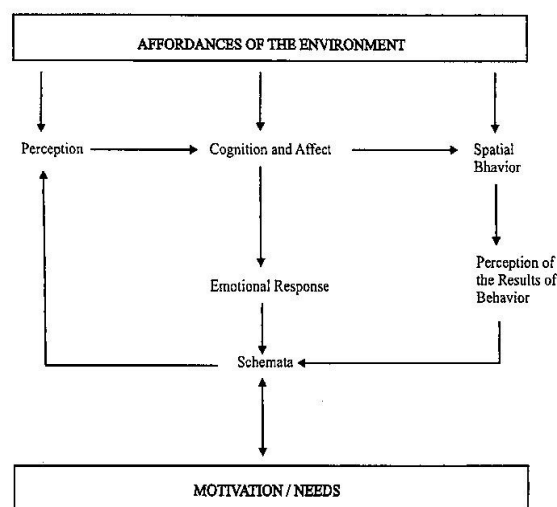 AFFORDANCES OF THE ENVIRONMENT
Perception
Cognition and Affect
Spatial
Bhavior
Emotional Response
Perception of
the Results of
Behavior
Schemata
MOTIVATION / NEEDS